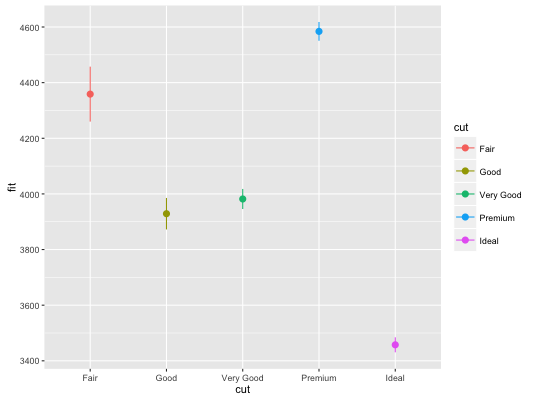 4600
4400
4200
4000
3800
3600
3400
fit
Fair Good Very Good Premium Ideal
cut
cut
Fair
Good
Very Good
Premium
Ideal